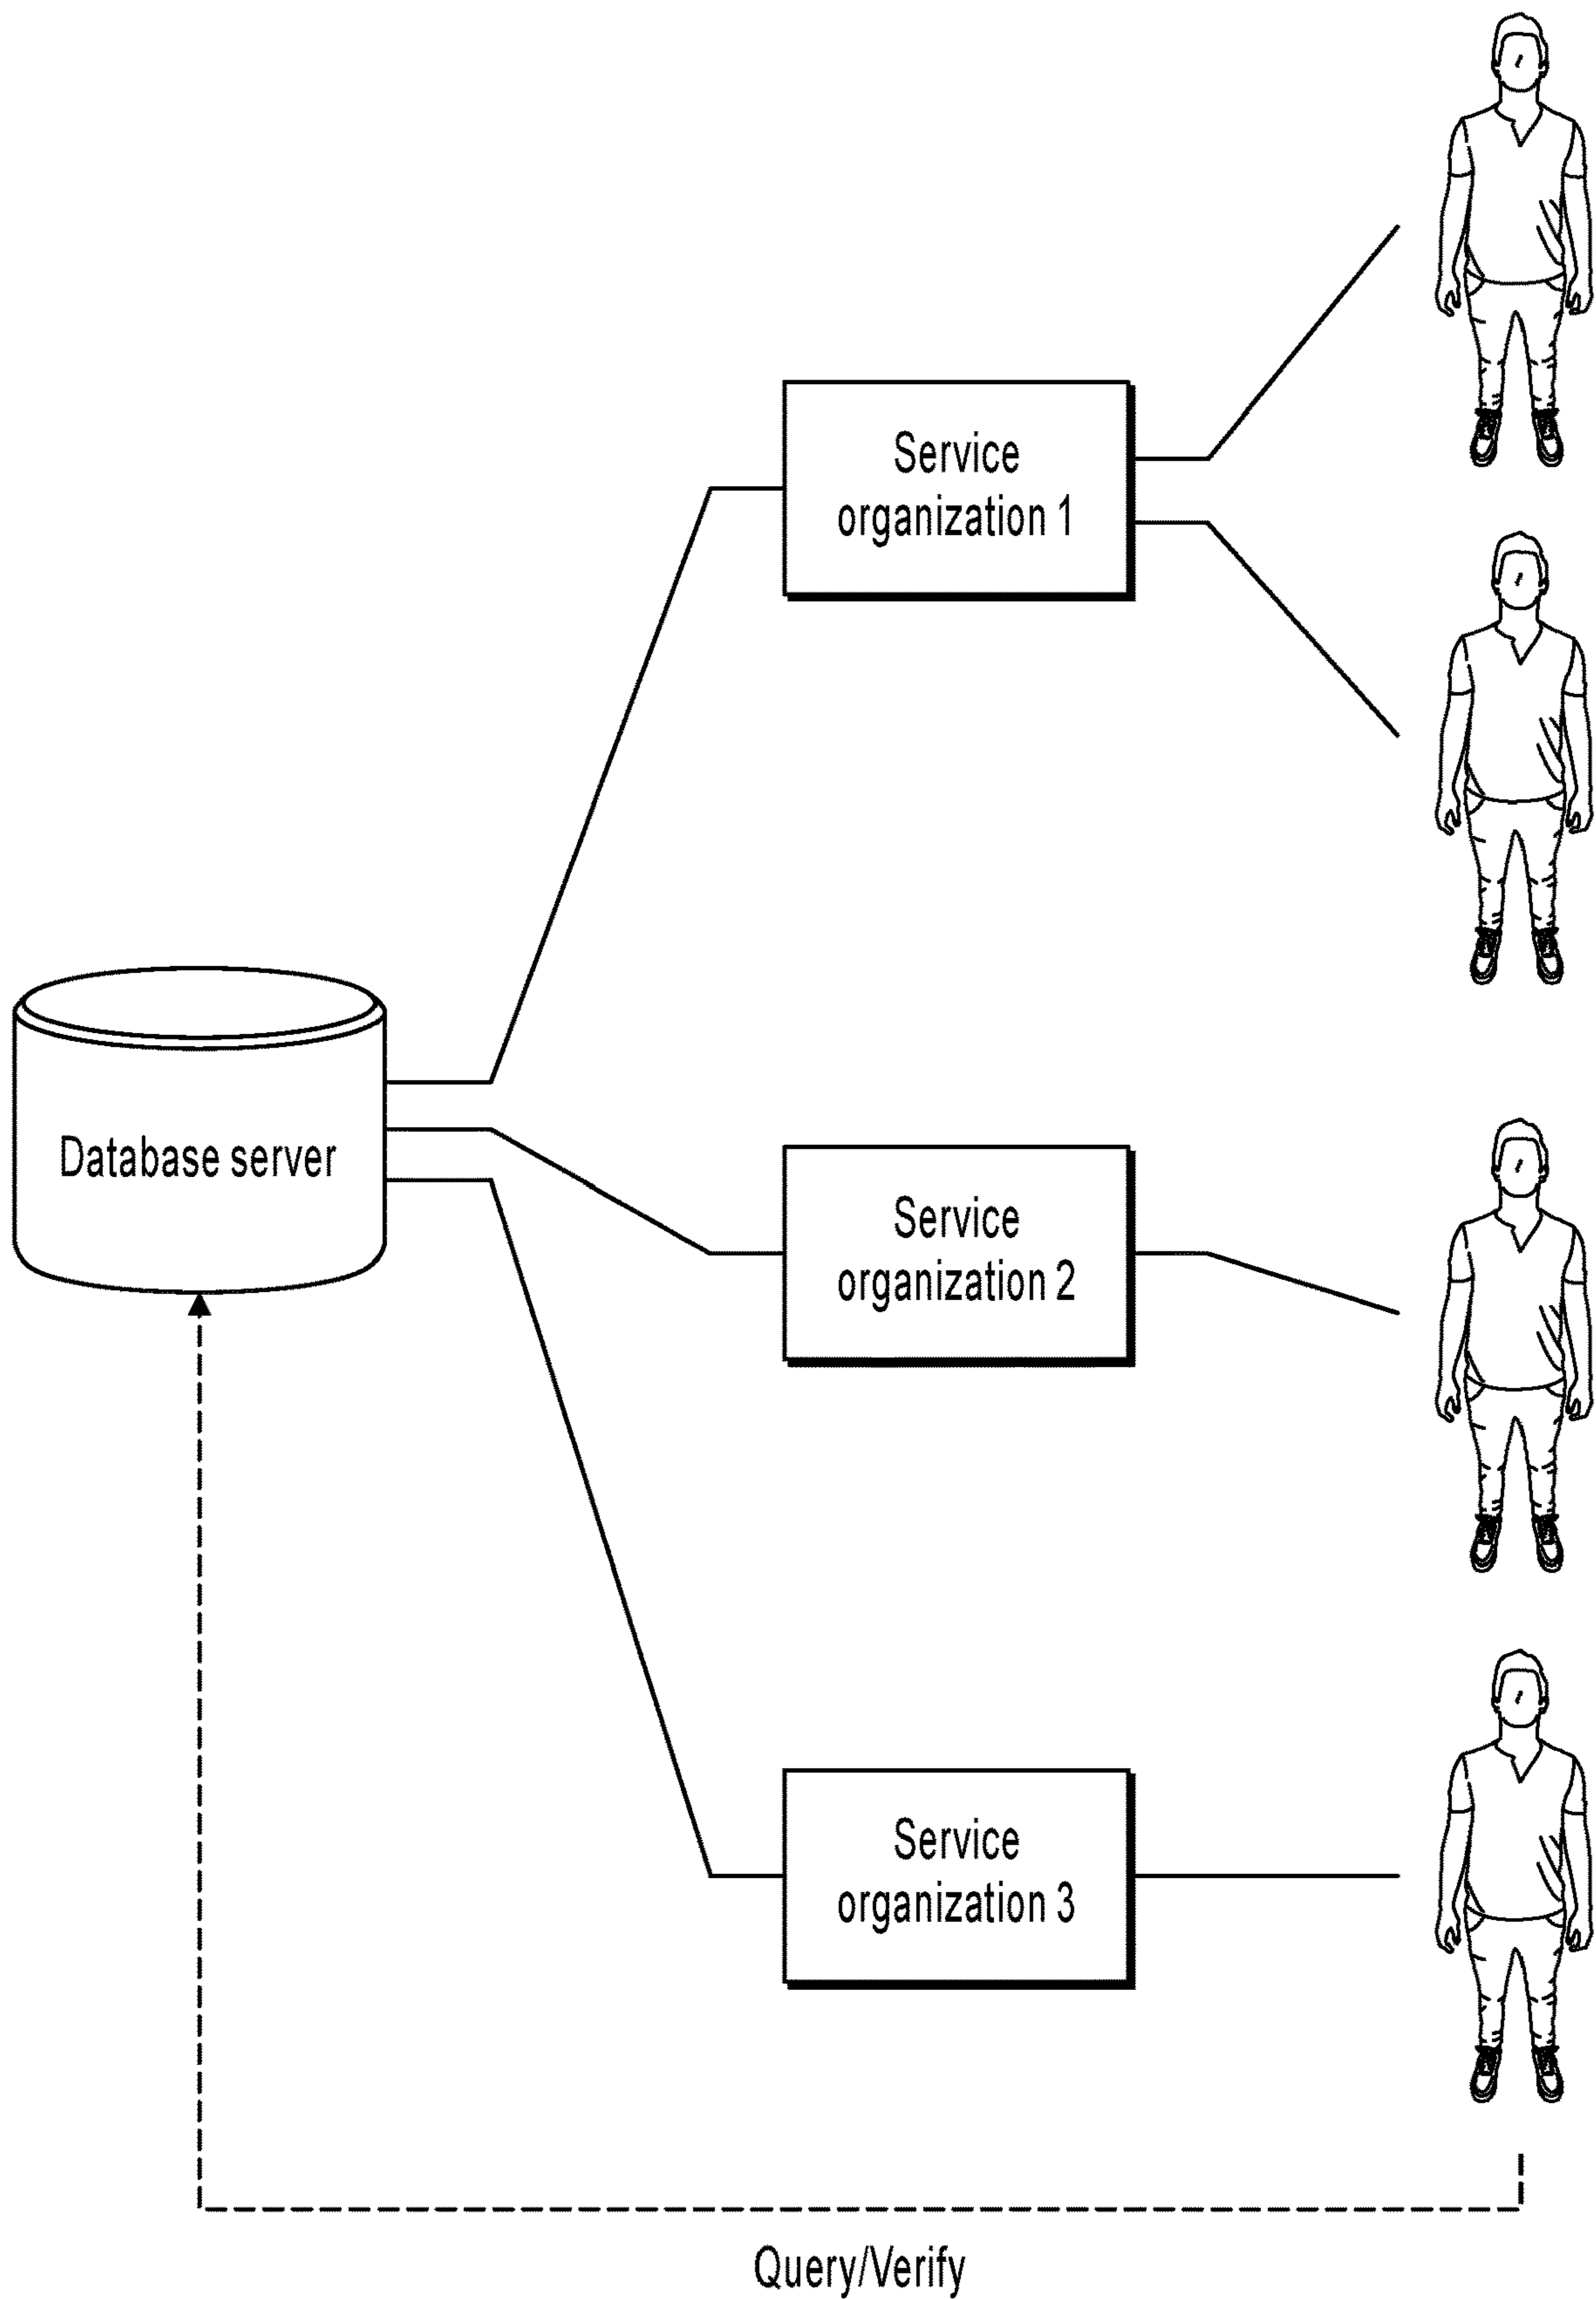 Service
organization 1
Database server
Service
organization 2
Service
organization 3
Query/Verify